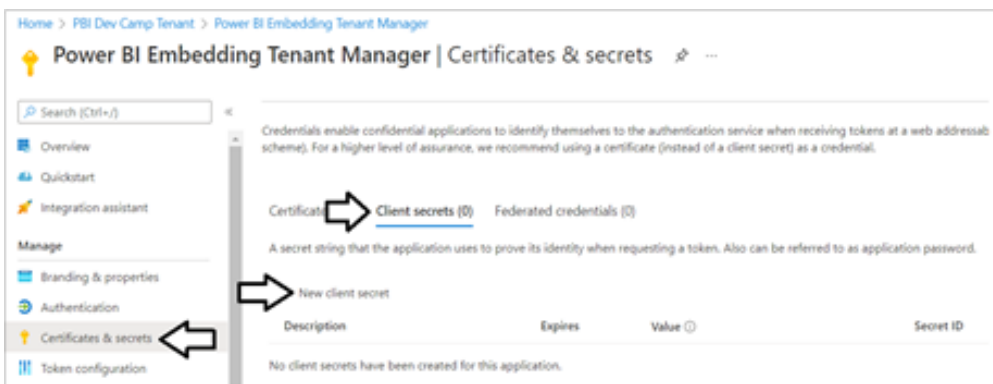 Home > PBI Dev Camp Tenant > Power BI Embedding Tenant Manager
Power BI Embedding Tenant Manager | Certificates & secrets
Search (Ctrl+/)
Credentials enable confidential applications to identify themselves to the authentication service when receiving tokens at a web addressab
scheme). For a higher level of assurance, we recommend using a certificate (instead of a client secret) as a credential.
Overview
Quickstart
Integration assistant
Certificate
Client secrets (0)
Federated credentials (0)
Manage
A secret string that the application uses to prove its identity when requesting a token. Also can be referred to as application password.
Branding & properties
New client secret
Authentication
Description
Expires
Value
Secret ID
Certificates & secrets
No client secrets have been created for this application.
Token configuration